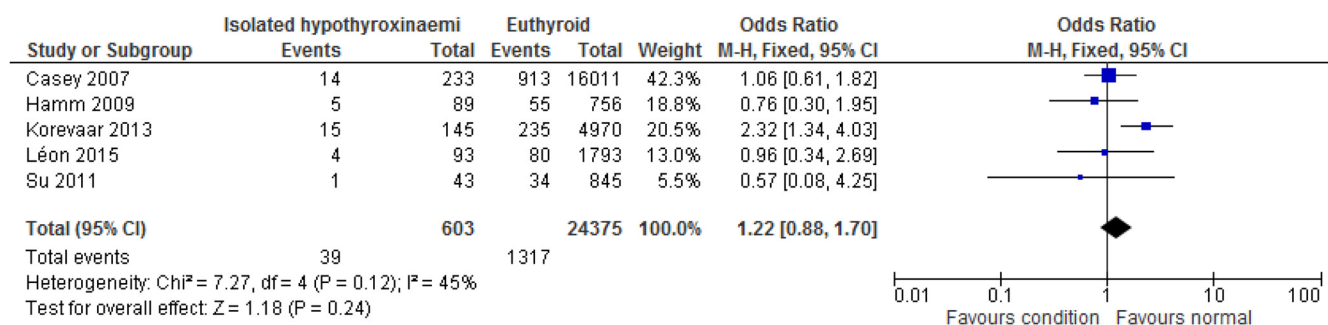 Isolated hypothyroxinaemi Euthyroid Odds Ratio Odds Ratio
Study or Subgroup Events Total Events Total Weight M-H, Fixed, 95% CI M-H, Fixed, 95% CI
Casey 2007 14 233 913 16011 42.3% 1.06 [0.61, 1.82]
Hamm 2009 5 89 55 756 18.8% 0.76 [0.30, 1.95]
Korevaar 2013 15 145 235 4970 20.5% 2.32 [1.34, 4.03]
Léon 2015 4 93 80 1793 13.0% 0.96 [0.34, 2.69]
Su 2011 1 43 34 845 5.5% 0.57 [0.08, 4.25]
Total (95% CI) 603 24375 100.0% 1.22 [0.88, 1.70]
Total events 39 1317
Heterogeneity: Chi² = 7.27, df = 4 (P = 0.12); I² = 45%
Test for overall effect: Z = 1.18 (P = 0.24)
0.01 0.1 1 10 100
Favours condition Favours normal